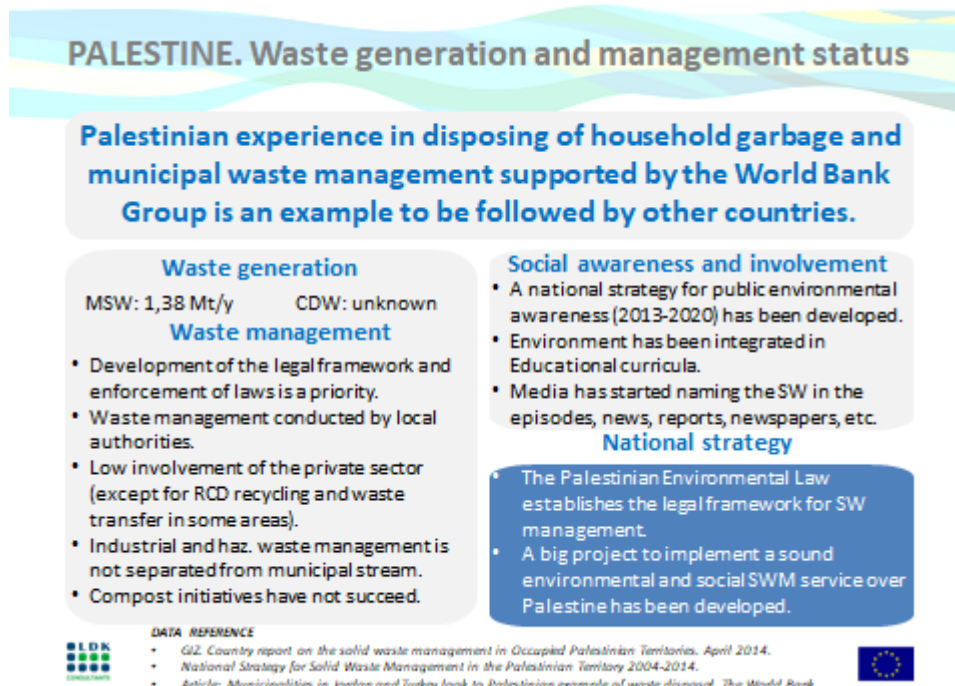 PALESTINE. Waste generation and management status
Palestinian experience in disposing of household garbage and
municipal waste management supported by the World Bank
Group is an example to be followed by other countries.
Waste generation
MSW: 1,38 Mt/y CDW: unknown
Waste management
• Development of the legal framework and
enforcement of laws is a priority.
• Waste management conducted by local
authorities.
• Low involvement of the private sector
(except for RCD recycling and waste
transfer in some areas).
• Industrial and haz. waste management is
not separated from municipal stream.
• Compost initiatives have not succeed.
Social awareness and involvement
• A national strategy for public environmental
awareness (2013-2020) has been developed.
• Environment has been integrated in
Educational curricula.
• Media has started naming the SW in the
episodes, news, reports, newspapers, etc.
National strategy
• The Palestinian Environmental Law
establishes the legal framework for SW
management.
• A big project to implement a sound
environmental and social SWM service over
Palestine has been developed.
LDK
CONSULTANTS
DATA REFERENCE
• GIZ. Country report on the solid waste management in Occupied Palestinian Territories. April 2014.
• National Strategy for Solid Waste Management in the Palestinian Territory 2004-2014.
• Article: Municipalities in Jordan and Turkey look to Palestinian example of waste disposal. The World Bank